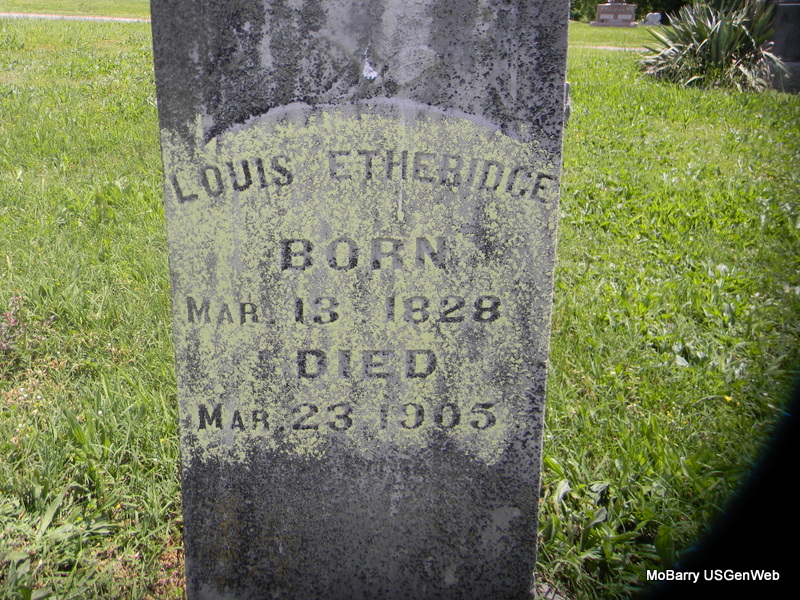 LOUIS ETHERIDGE
BORN
MAR. 13 1828
DIED
MAR. 23 1905
MoBarry USGenWeb